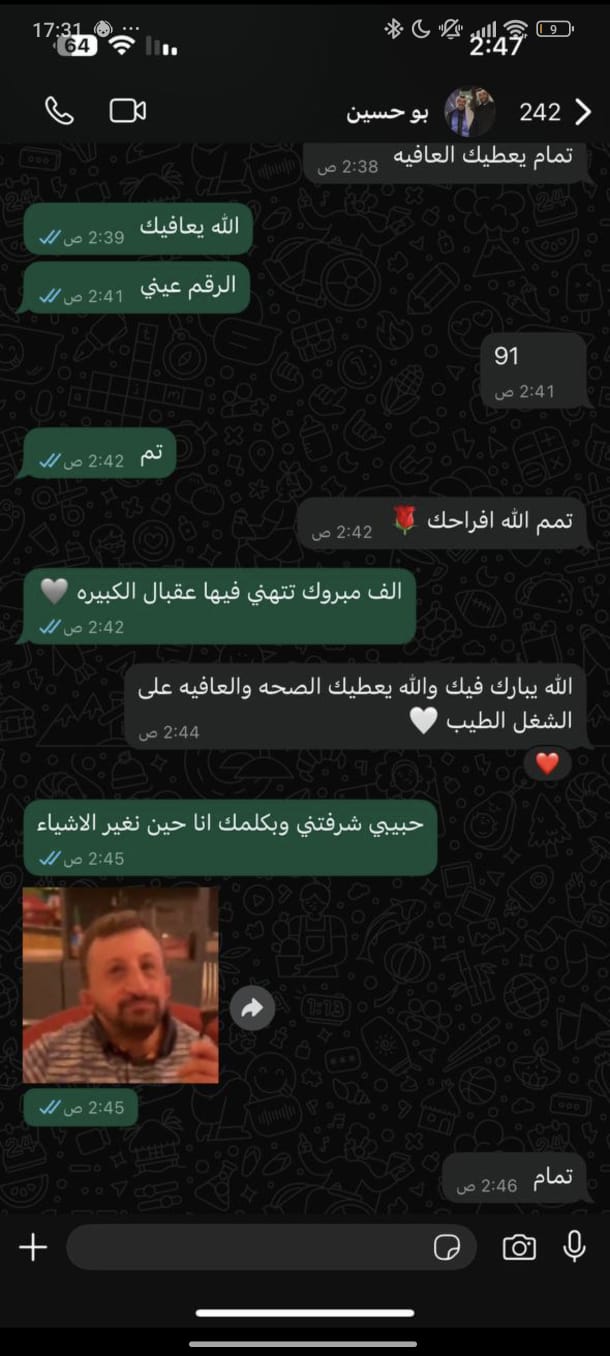 17:31
9
64
2:47
بو حسين
242
تمام يعطيك العافيه
2:38 ص
الله يعافيك
2:39 ص
الرقم عيني
2:41 ص
91
2:41 ص
تم
2:42 ص
تمم الله افراحك 🌹
2:42 ص
الف مبروك تتهني فيها عقبال الكبيره 🩶
2:42 ص
الله يبارك فيك والله يعطيك الصحه والعافيه على
الشغل الطيب 🤍
2:44 ص
حبيبي شرفتني وبكلمك انا حين نغير الاشياء
2:45 ص
2:45 ص
تمام
2:46 ص